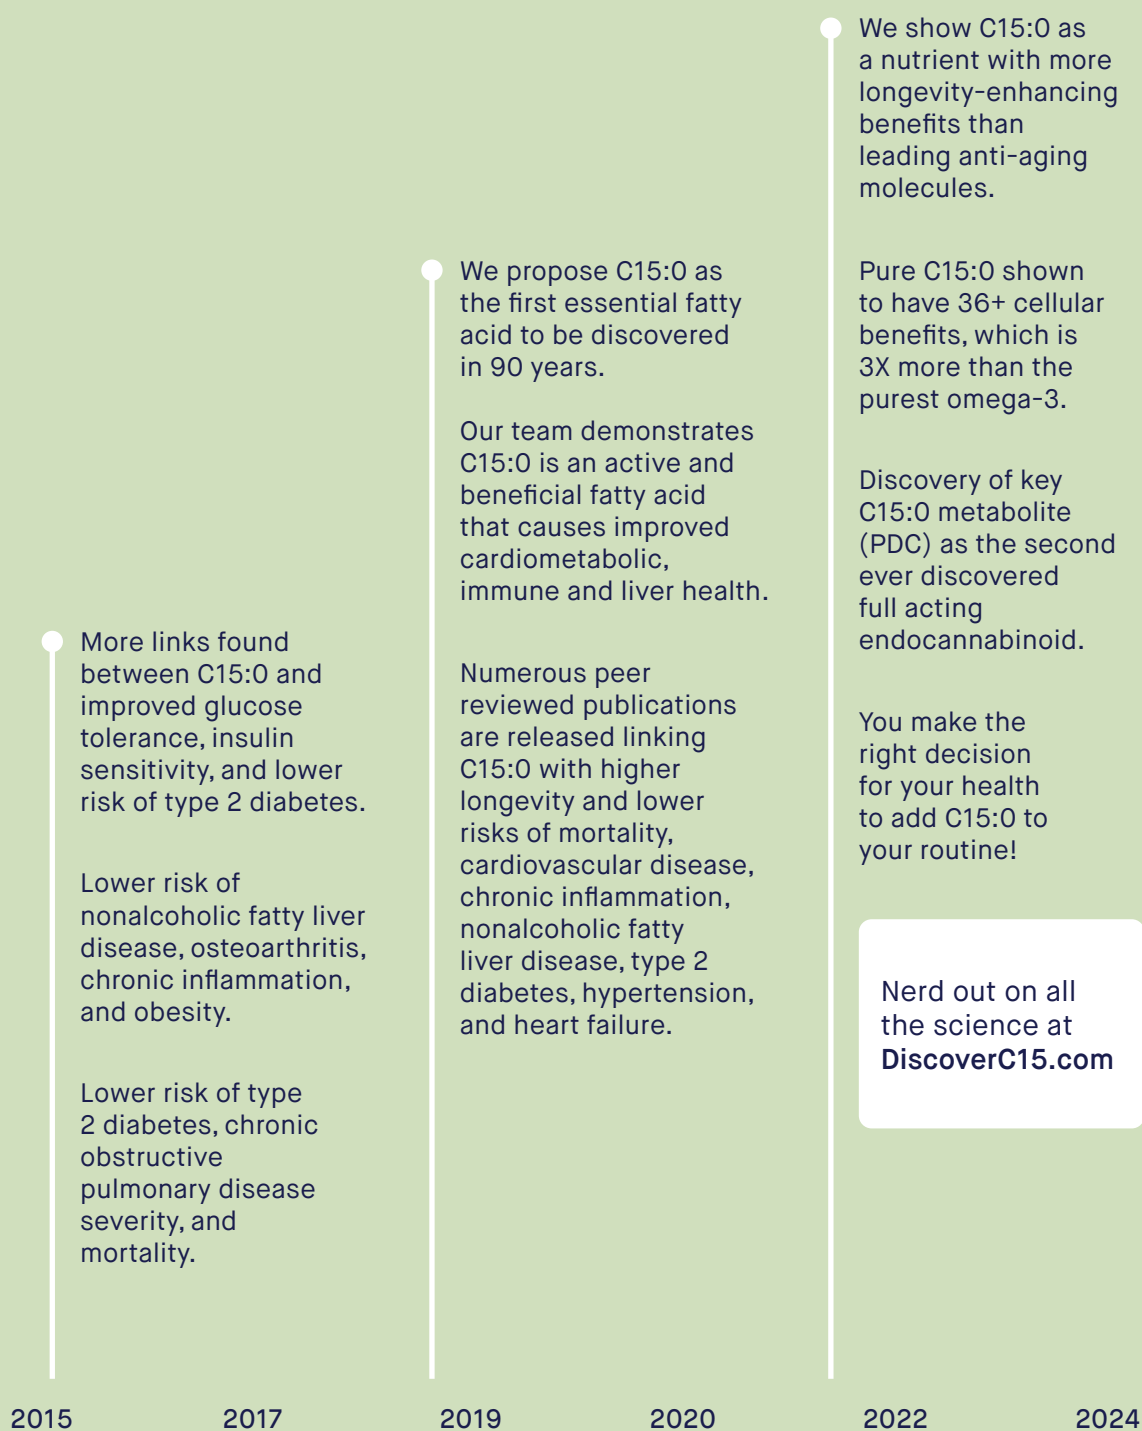 We show C15:0 as
a nutrient with more
longevity-enhancing
benefits than
leading anti-aging
molecules.
Pure C15:0 shown
to have 36+ cellular
benefits, which is
3X more than the
purest omega-3.
Discovery of key
C15:0 metabolite
(PDC) as the second
ever discovered
full acting
endocannabinoid.
You make the
right decision
for your health
to add C15:0 to
your routine!
Nerd out on all
the science at
DiscoverC15.com
We propose C15:0 as
the first essential fatty
acid to be discovered
in 90 years.
Our team demonstrates
C15:0 is an active and
beneficial fatty acid
that causes improved
cardiometabolic,
immune and liver health.
Numerous peer
reviewed publications
are released linking
C15:0 with higher
longevity and lower
risks of mortality,
cardiovascular disease,
chronic inflammation,
nonalcoholic fatty
liver disease, type 2
diabetes, hypertension,
and heart failure.
More links found
between C15:0 and
improved glucose
tolerance, insulin
sensitivity, and lower
risk of type 2 diabetes.
Lower risk of
nonalcoholic fatty liver
disease, osteoarthritis,
chronic inflammation,
and obesity.
Lower risk of type
2 diabetes, chronic
obstructive
pulmonary disease
severity, and
mortality.
2015 2017 2019 2020 2022 2024